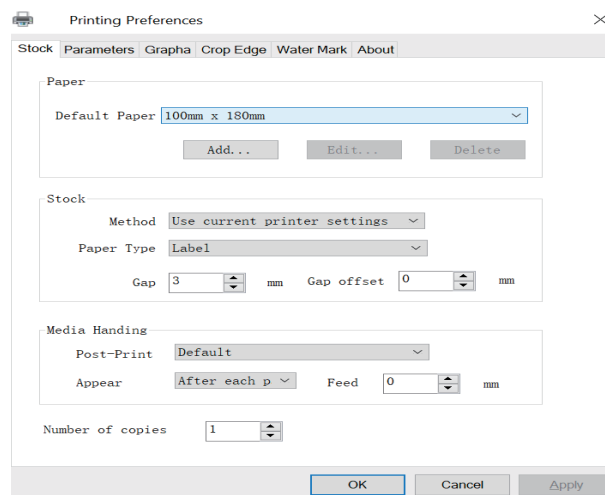 Printing Preferences
Stock Parameters Grapha Crop Edge Water Mark About
Paper
Default Paper 100mm x 180mm
Add... Edit... Delete
Stock
Method Use current printer settings
Paper Type Label
Gap 3 mm Gap offset 0 mm
Media Handing
Post-Print Default
Appear After each p Feed 0 mm
Number of copies 1
OK Cancel Apply